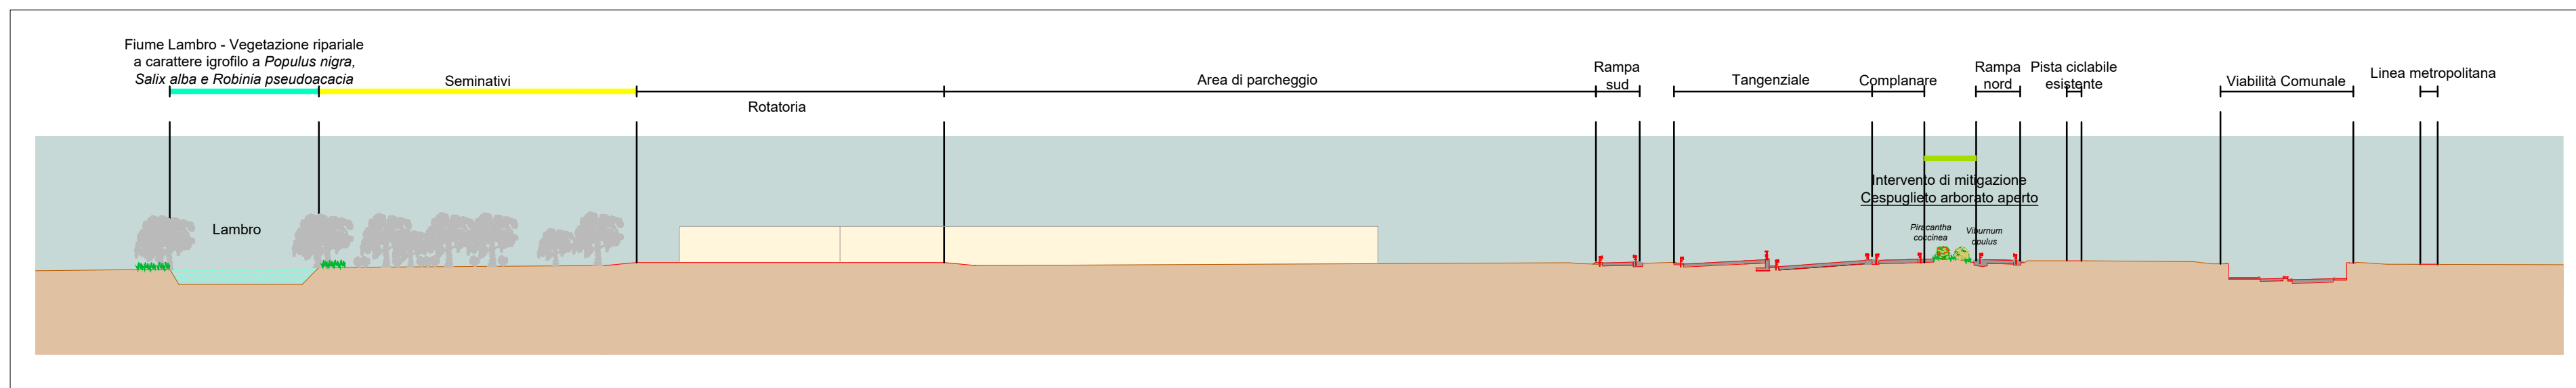 Fiume Lambro - Vegetazione ripariale
a carattere igrofilo a Populus nigra,
Salix alba e Robinia pseudoacacia
Seminativi
Rotatoria
Area di parcheggio
Rampa
sud
Tangenziale
Complanare
Rampa
nord
Pista ciclabile
esistente
Viabilità Comunale
Linea metropolitana
Intervento di mitigazione
Cespuglieto arborato aperto
Lambro
Piracantha
coccinea
Viburnum
opulus